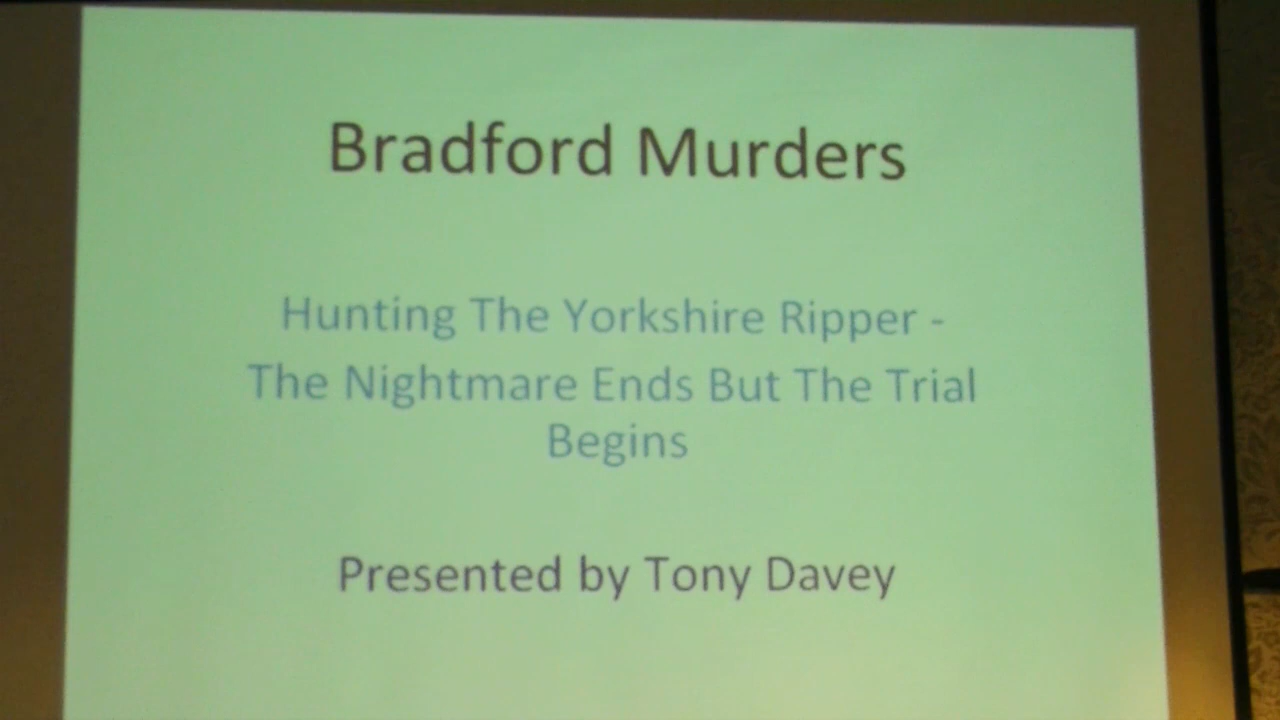 Bradford Murders
Hunting The Yorkshire Ripper -
The Nightmare Ends But The Trial
Begins
Presented by Tony Davey